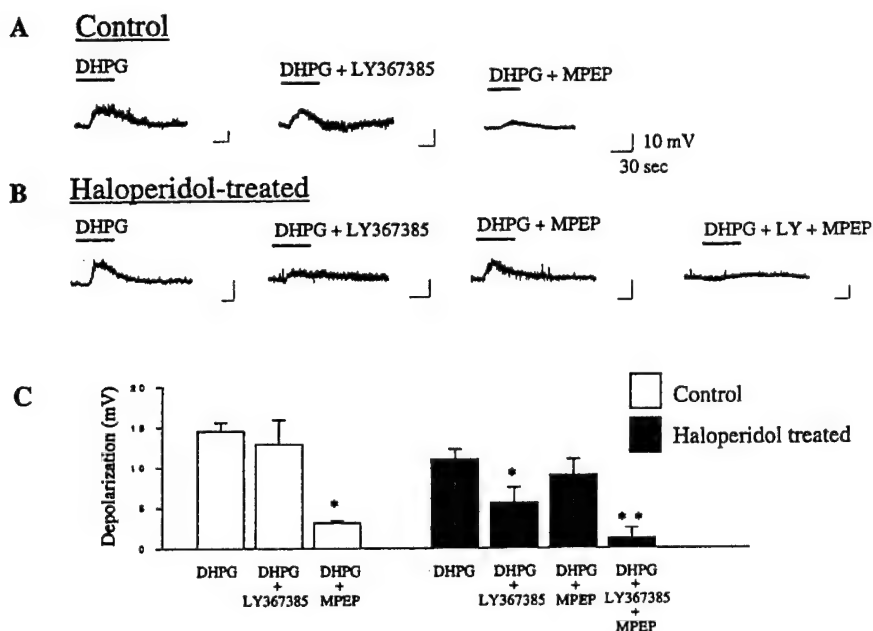 A Control
DHPG
DHPG + LY367385
DHPG + MPEP
10 mV
30 sec
B Haloperidol-treated
DHPG
DHPG + LY367385
DHPG + MPEP
DHPG + LY + MPEP
C
Depolarization (mV)
20
15
10
5
0
Control
Haloperidol treated
*
*
* *
DHPG
DHPG
+
LY367385
DHPG
+
MPEP
DHPG
DHPG
+
LY367385
DHPG
+
MPEP
DHPG
+
LY367385
+
MPEP